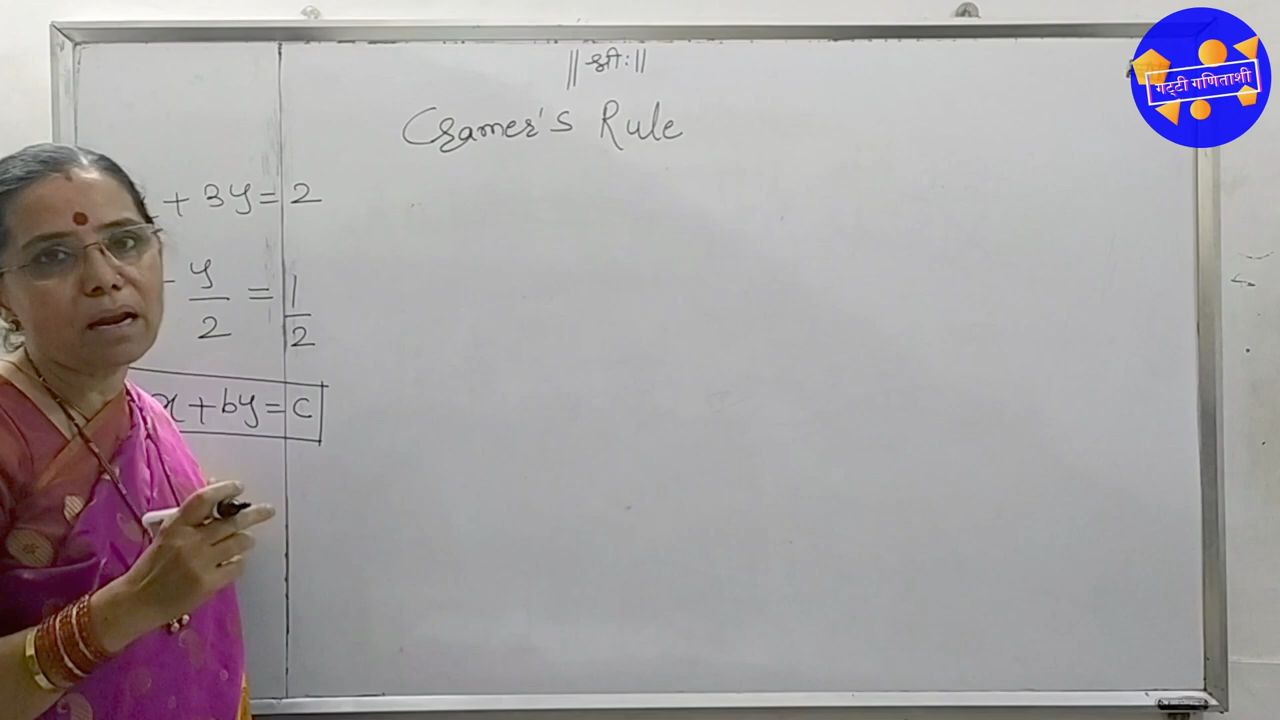 ॥ श्रीः ॥
Cramer's Rule
गट्टी गणिताशी
+ 3y = 2
- y/2 = 1/2
x + by = c